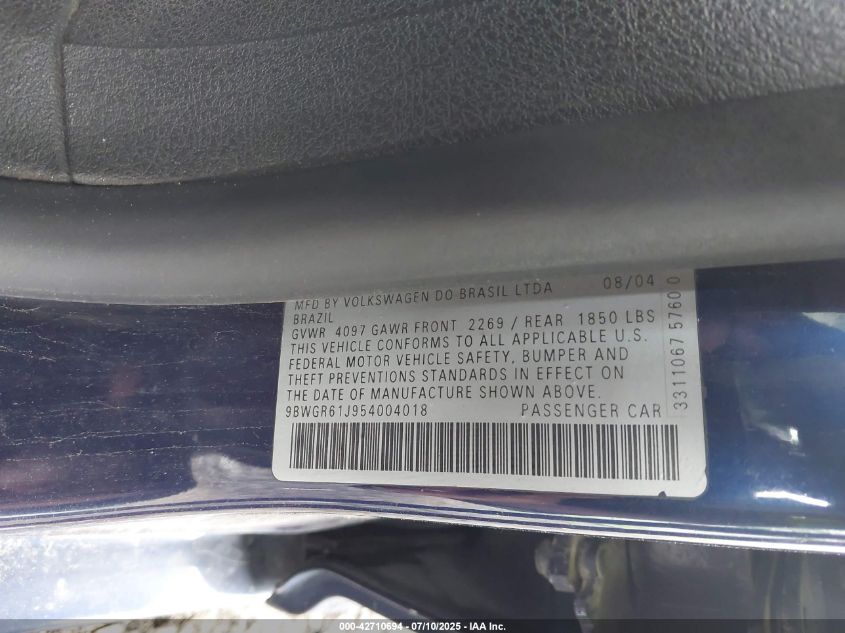 MFD BY VOLKSWAGEN DO BRASIL LTDA 08/04
BRAZIL
GVWR 4097 GAWR FRONT 2269 / REAR 1850 LBS
THIS VEHICLE CONFORMS TO ALL APPLICABLE U.S.
FEDERAL MOTOR VEHICLE SAFETY, BUMPER AND
THEFT PREVENTIONS STANDARDS IN EFFECT ON
THE DATE OF MANUFACTURE SHOWN ABOVE.
9BWGR61J954004018 PASSENGER CAR
3311067 5760 0
000-42710694 - 07/10/2025 - IAA Inc.